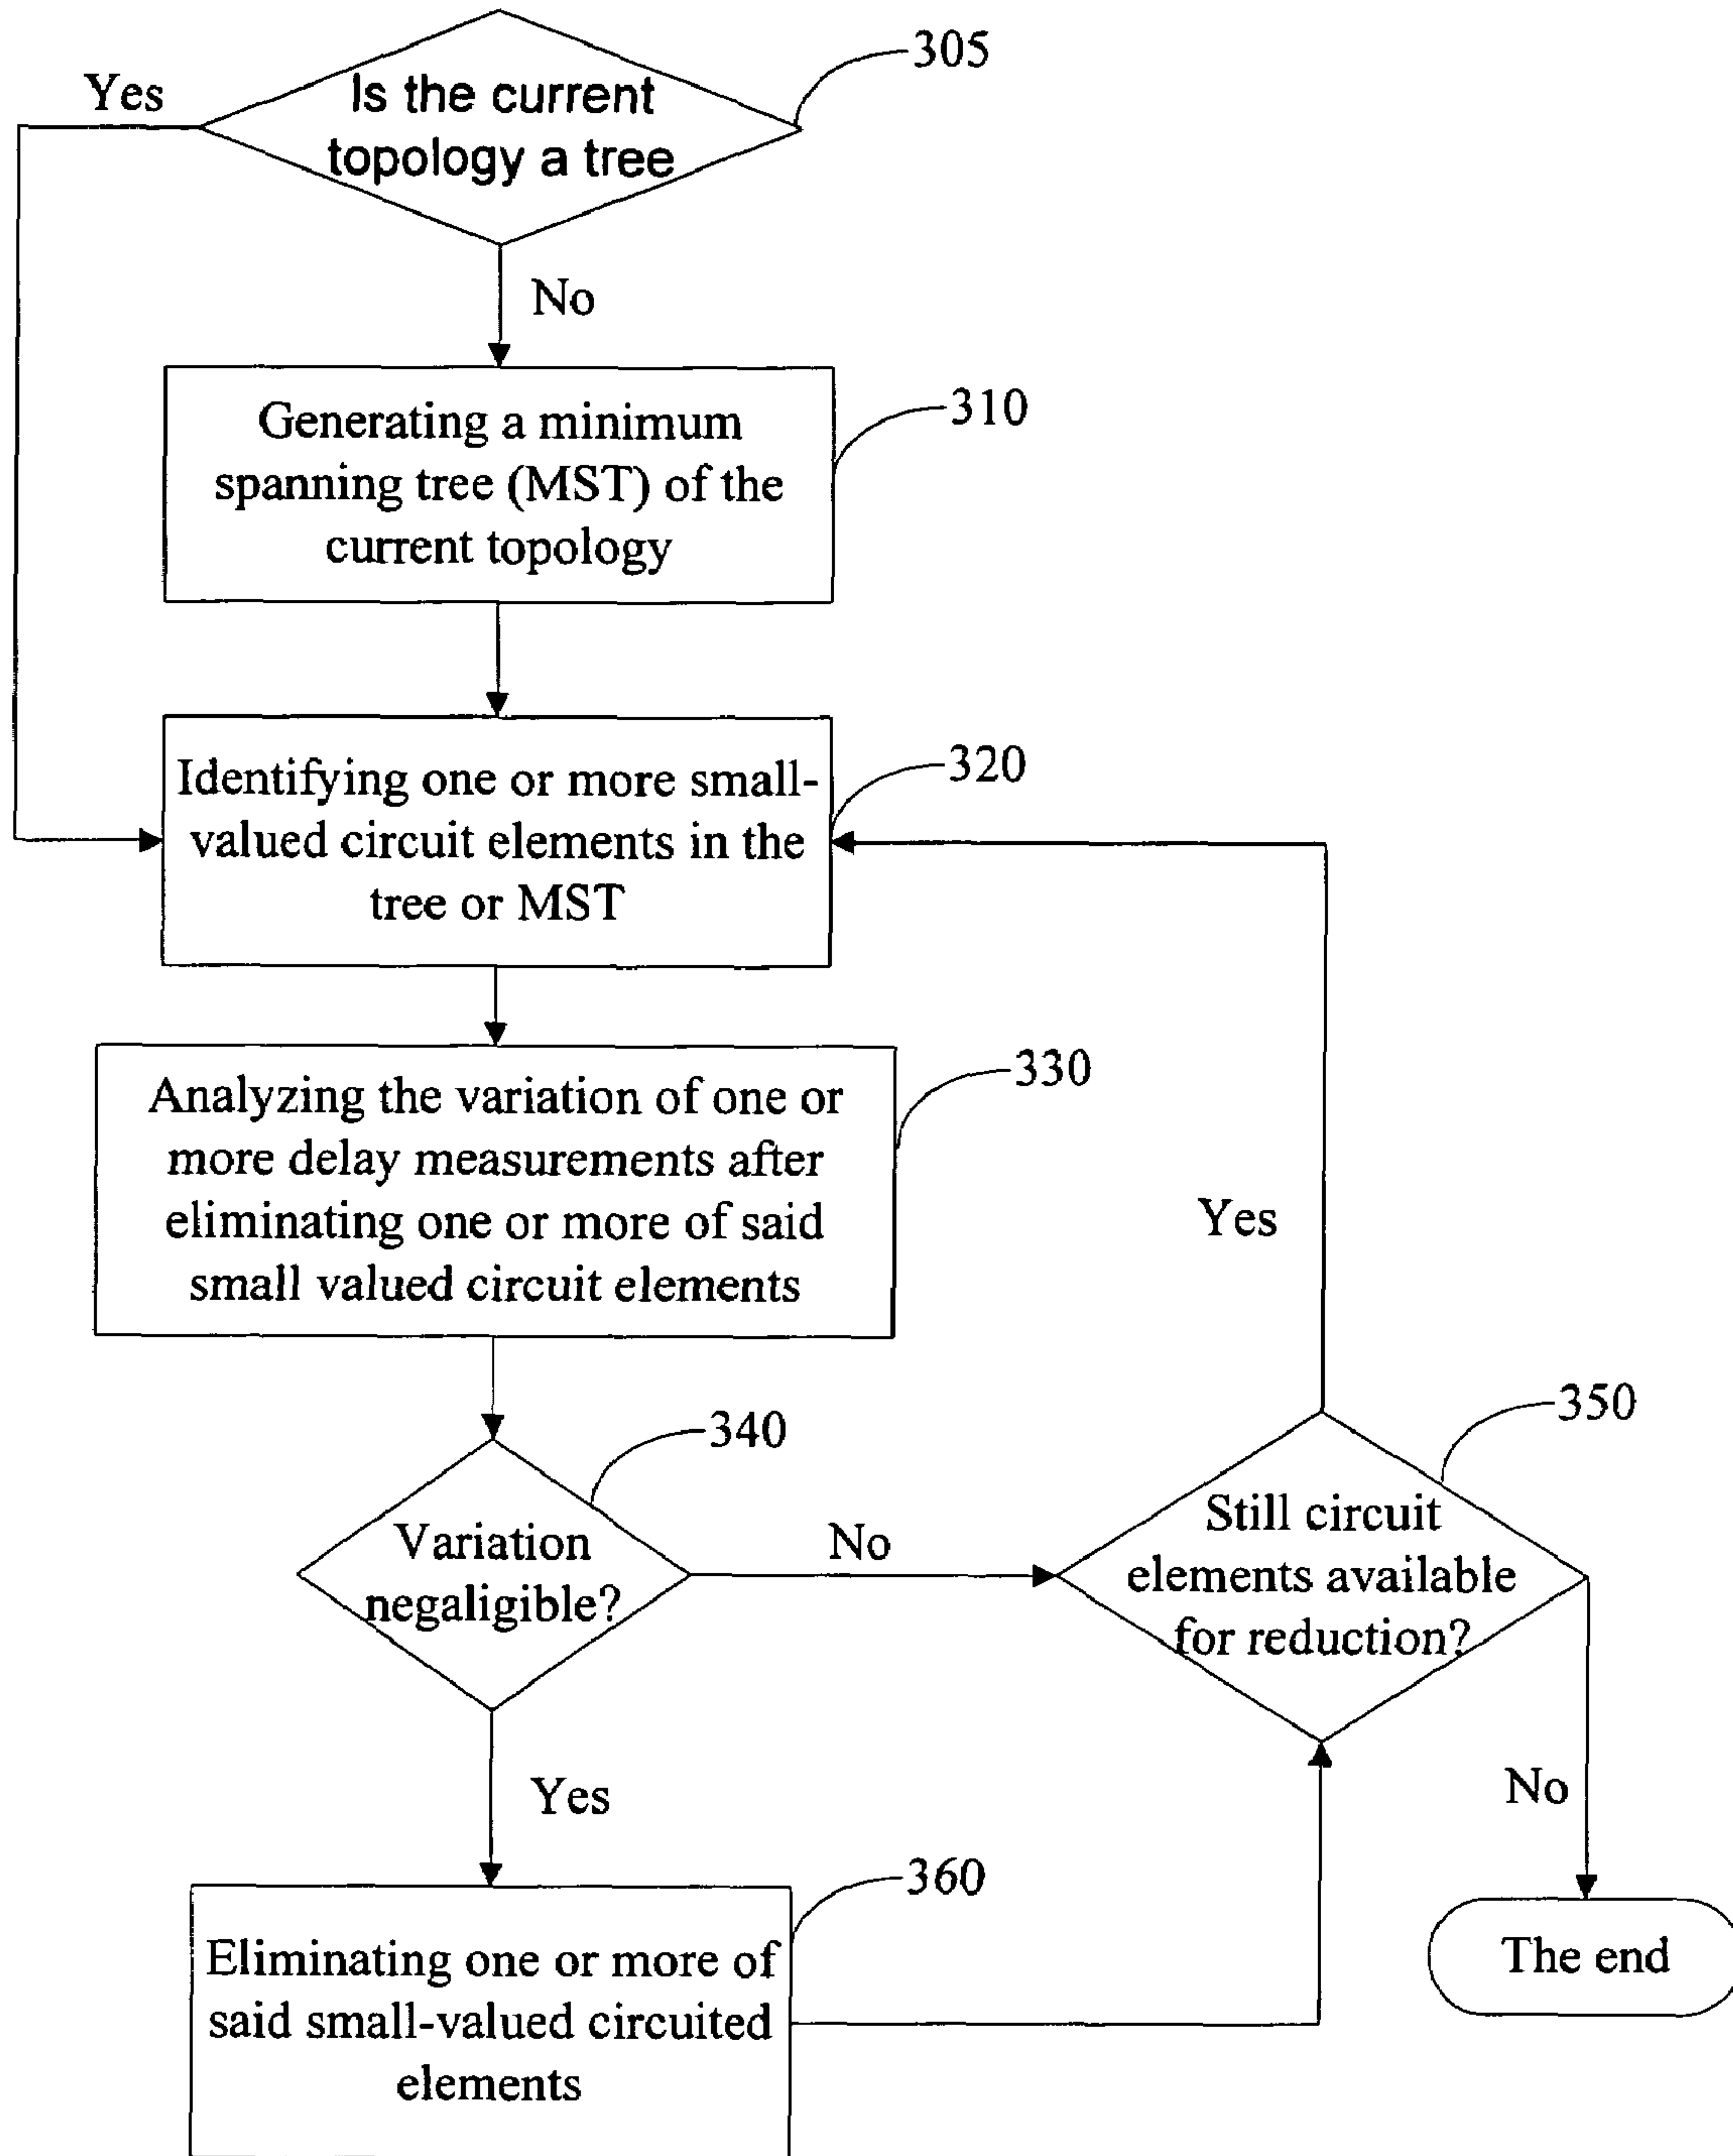 305
Yes
Is the current
topology a tree
No
310
Generating a minimum
spanning tree (MST) of the
current topology
320
Identifying one or more small-
valued circuit elements in the
tree or MST
330
Analyzing the variation of one or
more delay measurements after
eliminating one or more of said
small valued circuit elements
Yes
340
350
Variation
negaligible?
No
Still circuit
elements available
for reduction?
Yes
No
360
Eliminating one or more of
said small-valued circuited
elements
The end